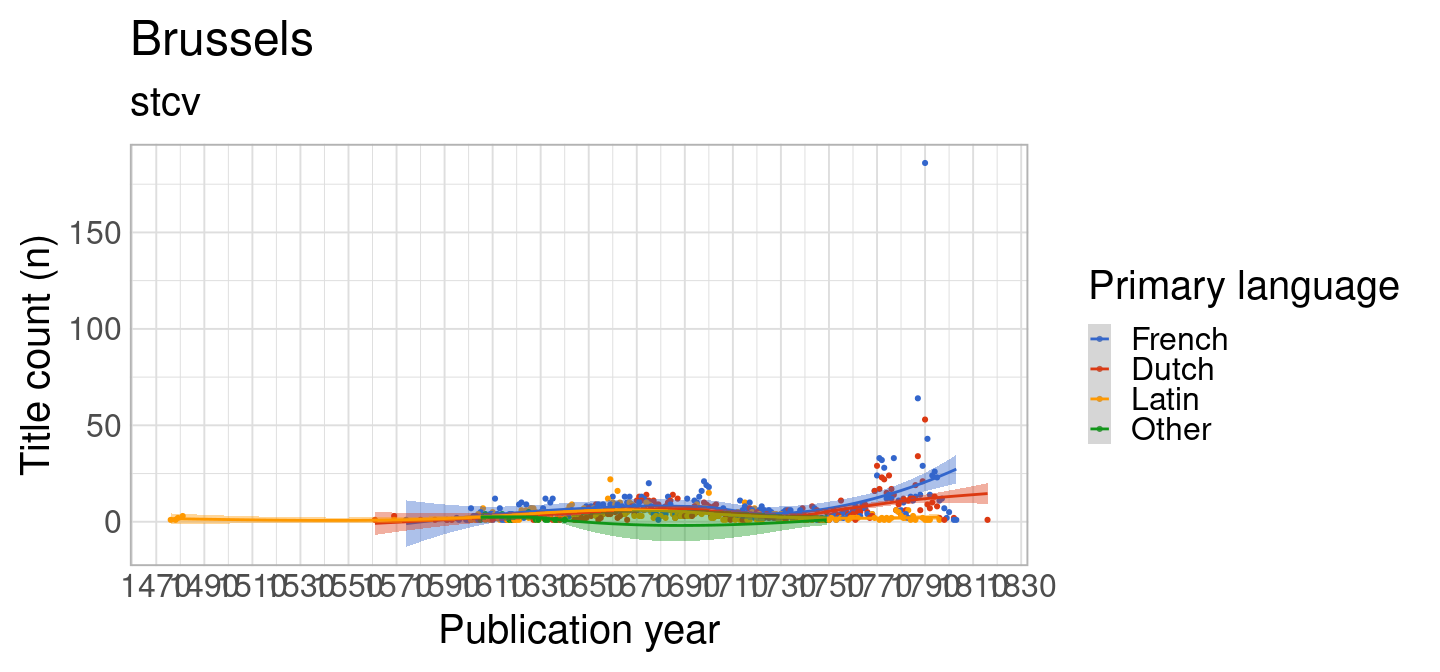 Brussels
stcv
150
100
50
0
Title count (n)
1470 1490 1510 1530 1550 1570 1590 1610 1630 1650 1670 1690 1710 1730 1750 1770 1790 1810 1830
Publication year
Primary language
French
Dutch
Latin
Other